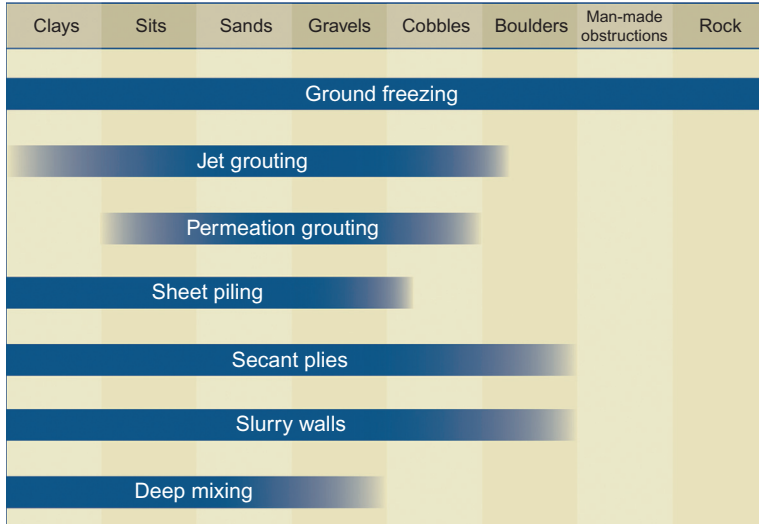 Clays Sits Sands Gravels Cobbles Boulders Man-made obstructions Rock
Ground freezing
Jet grouting
Permeation grouting
Sheet piling
Secant plies
Slurry walls
Deep mixing